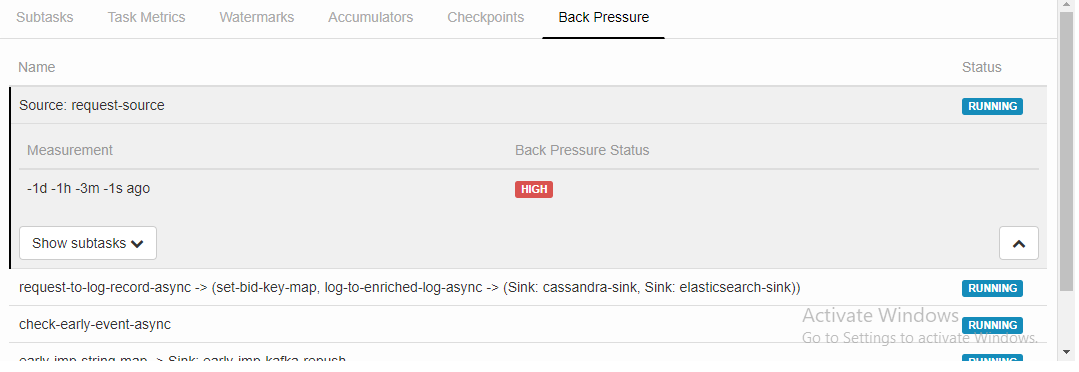 Subtasks Task Metrics Watermarks Accumulators Checkpoints Back Pressure
Name Status
Source: request-source RUNNING
Measurement Back Pressure Status
-1d -1h -3m -1s ago HIGH
Show subtasks
request-to-log-record-async -> (set-bid-key-map, log-to-enriched-log-async -> (Sink: cassandra-sink, Sink: elasticsearch-sink)) RUNNING
Activate Windows
check-early-event-async RUNNING
Go to Settings to activate Windows.
early-imp-string-map -> Sink: early-imp-kafka-repush RUNNING